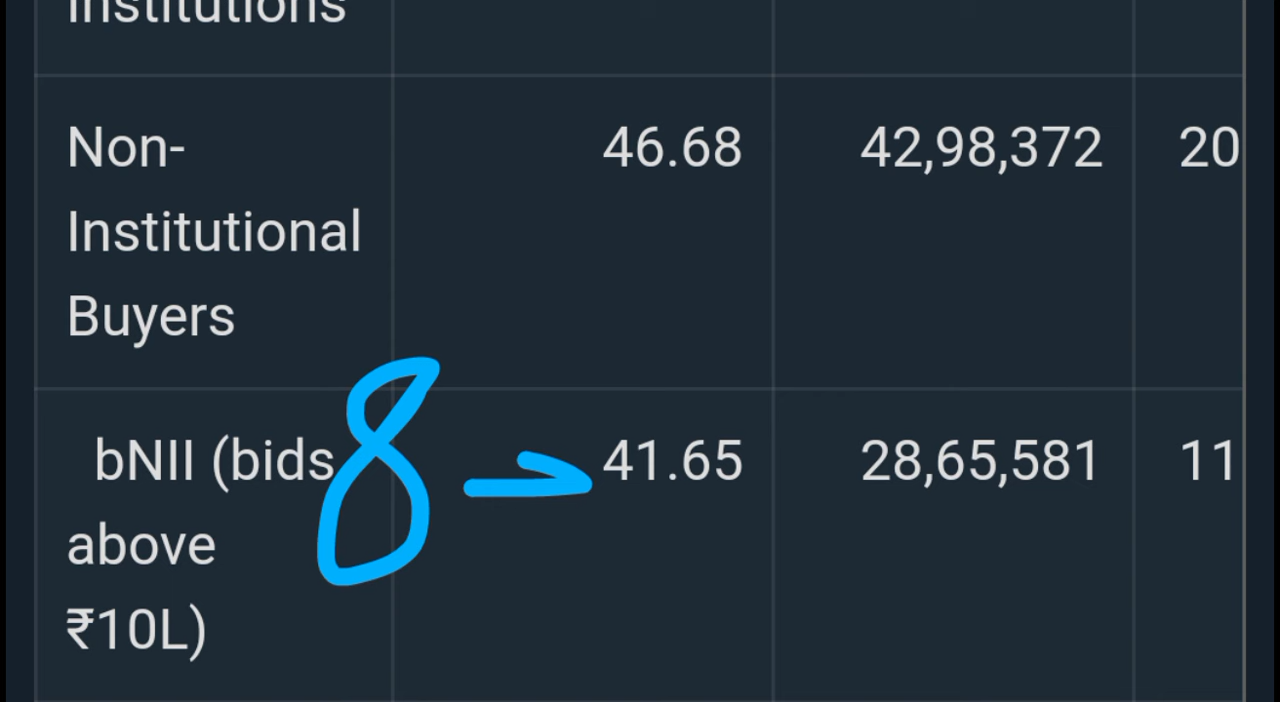 Institutions
Non- 46.68 42,98,372 20
Institutional
Buyers
8
bNII (bids 41.65 28,65,581 11
above
₹10L)